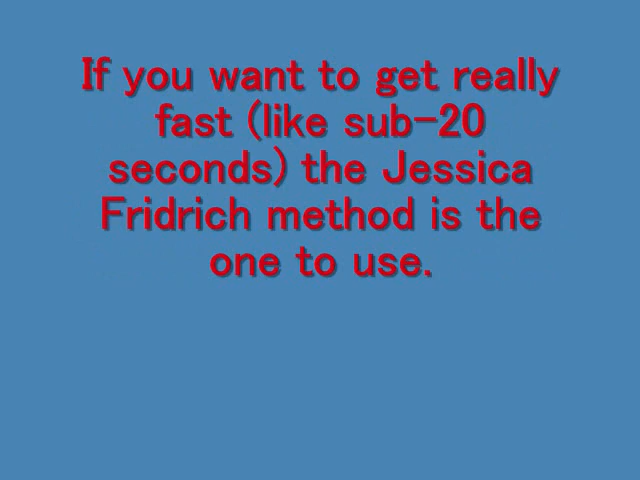 If you want to get really
fast (like sub-20
seconds) the Jessica
Fridrich method is the
one to use.